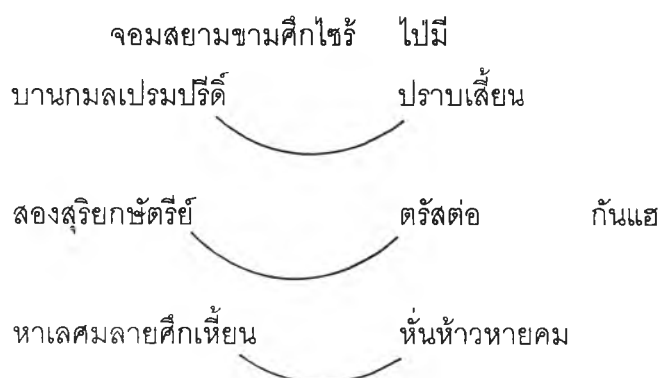 จอมสยามขามศึกไซร้ ไป่มี
บานกมลเปรมปรีดิ์ ปราบเสี้ยน
สองสุริยกษัตรีย์ ตรัสต่อ กันแฮ
หาเลศมลายศึกเหี้ยน หั่นห้าวหายคม